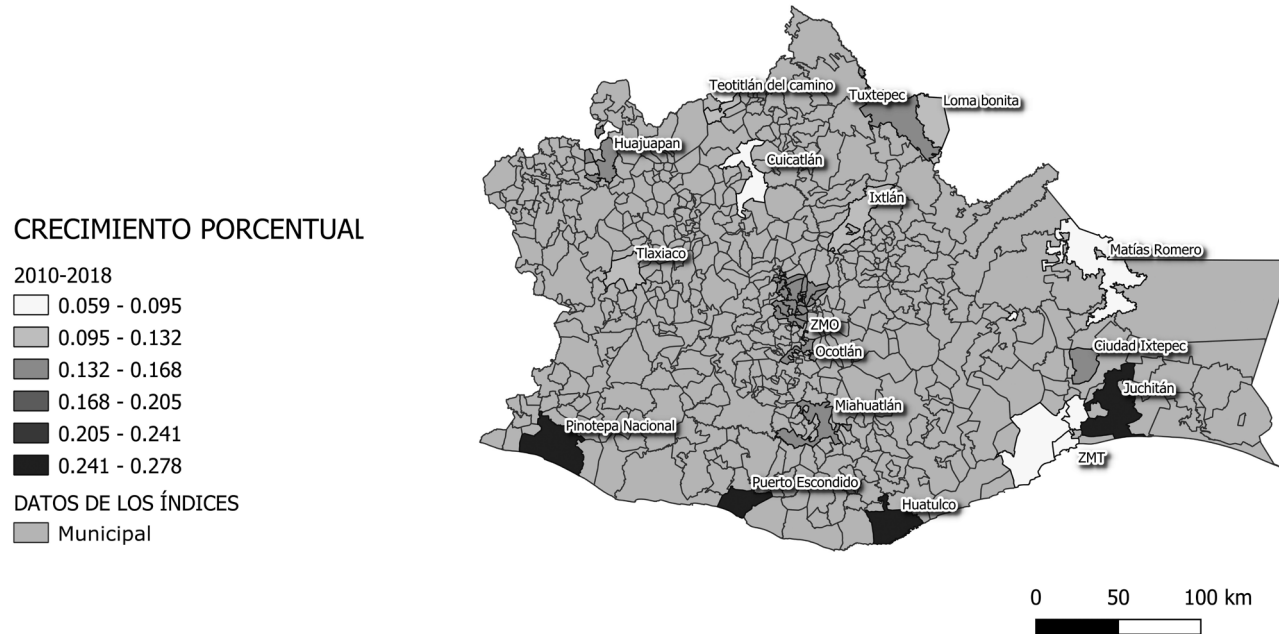 CRECIMIENTO PORCENTUAL
2010-2018
0.059 - 0.095
0.095 - 0.132
0.132 - 0.168
0.168 - 0.205
0.205 - 0.241
0.241 - 0.278
DATOS DE LOS ÍNDICES
Municipal
Teotitlán del camino
Tuxtepec
Loma bonita
Huajuapan
Cuicatlán
Ixtlán
Tlaxiaco
Matías Romero
ZMO
Ocotlán
Ciudad Ixtepec
Juchitán
Miahuatlán
Pinotepa Nacional
ZMT
Puerto Escondido
Huatulco
0 50 100 km